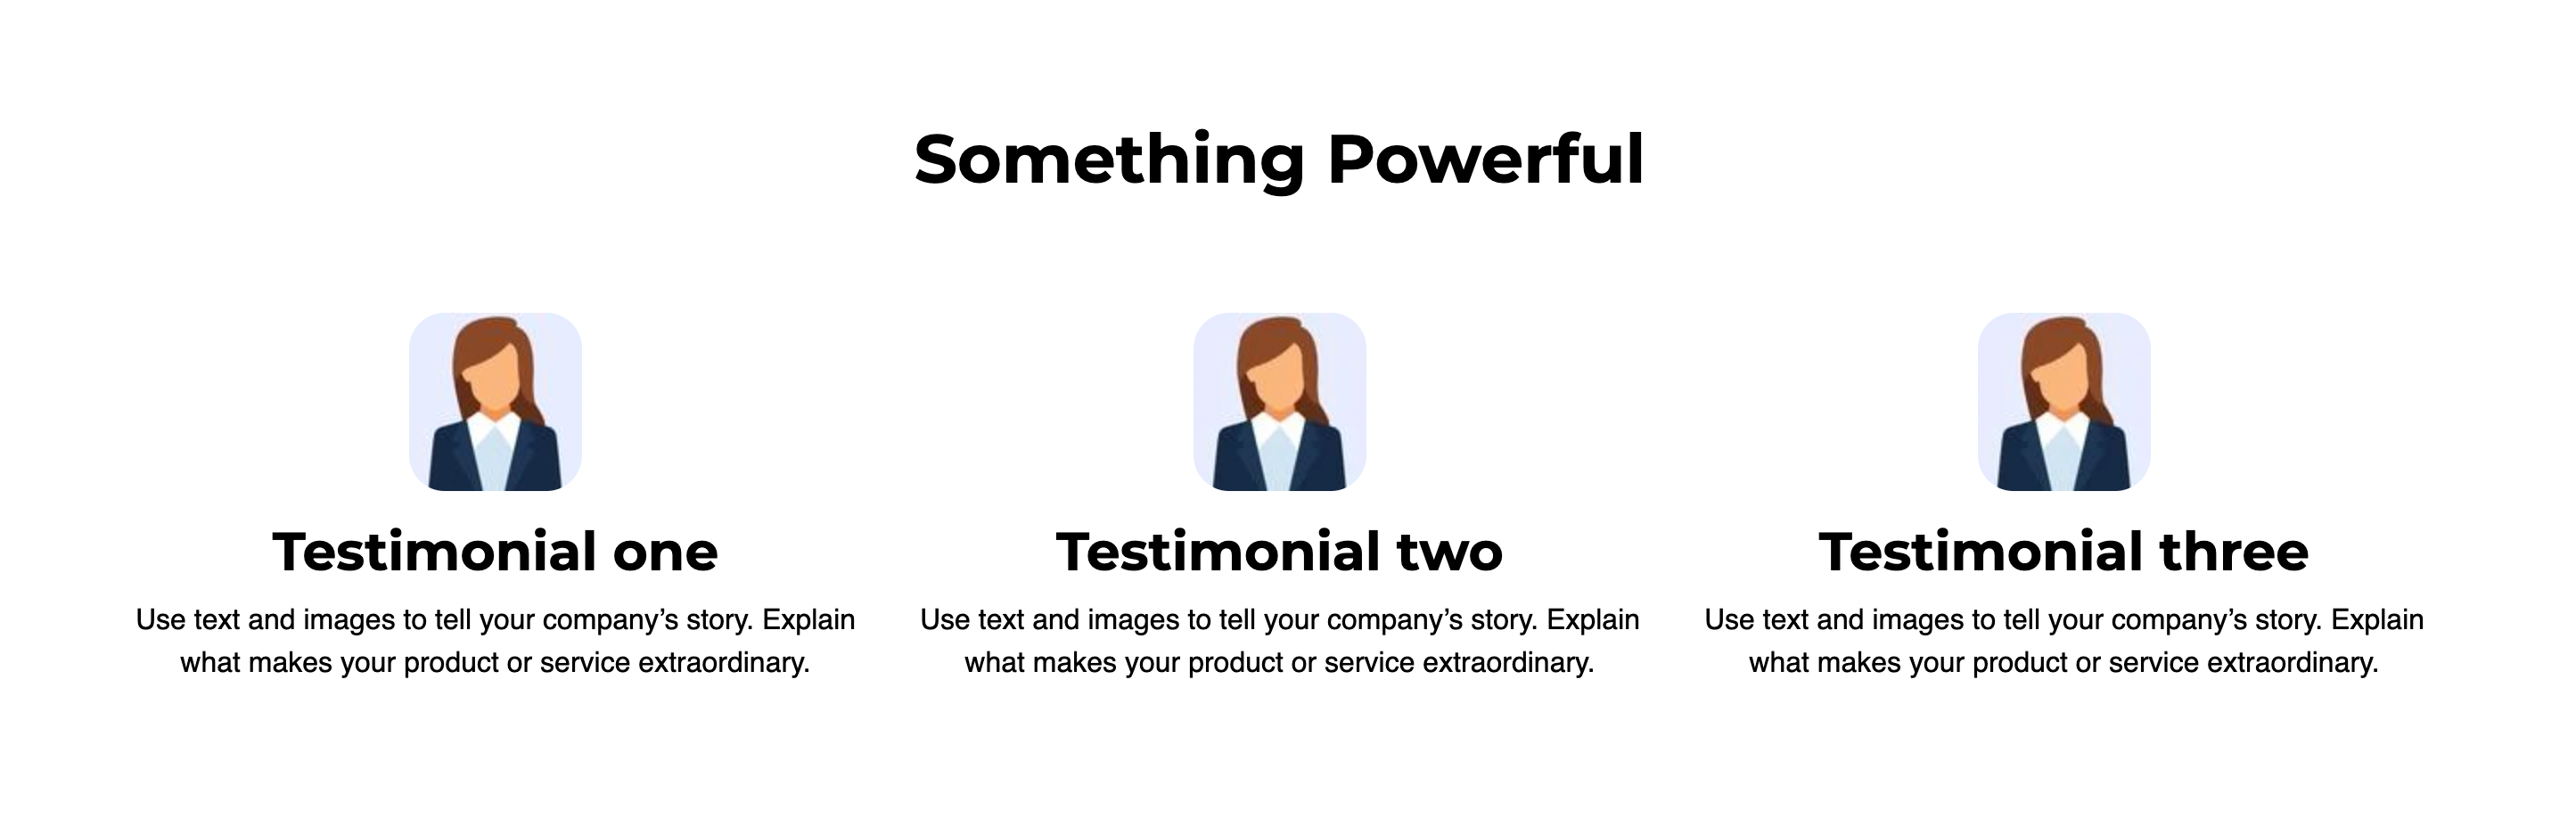 Something Powerful
Testimonial one
Use text and images to tell your company’s story. Explain
what makes your product or service extraordinary.
Testimonial two
Use text and images to tell your company’s story. Explain
what makes your product or service extraordinary.
Testimonial three
Use text and images to tell your company’s story. Explain
what makes your product or service extraordinary.